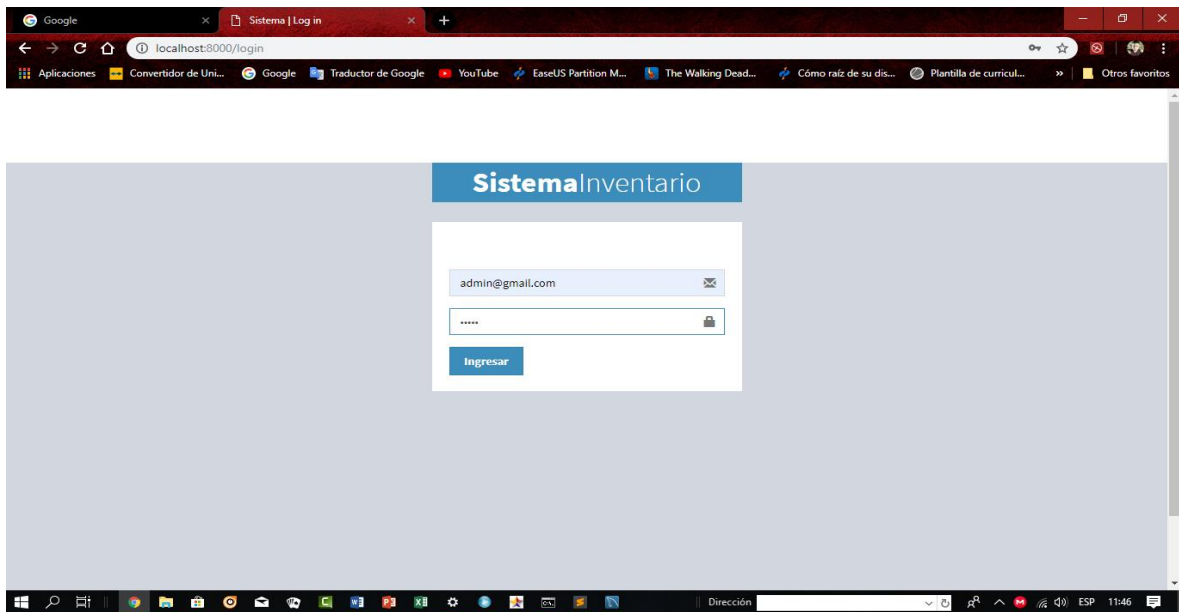 Google
Sistema | Log in
localhost:8000/login
Aplicaciones Convertidor de Uni... Google Traductor de Google YouTube EaseUS Partition M... The Walking Dead... Cómo raíz de su dis... Plantilla de curricul... » Otros favoritos
SistemaInventario
admin@gmail.com
•••••
Ingresar
Dirección ESP 11:46